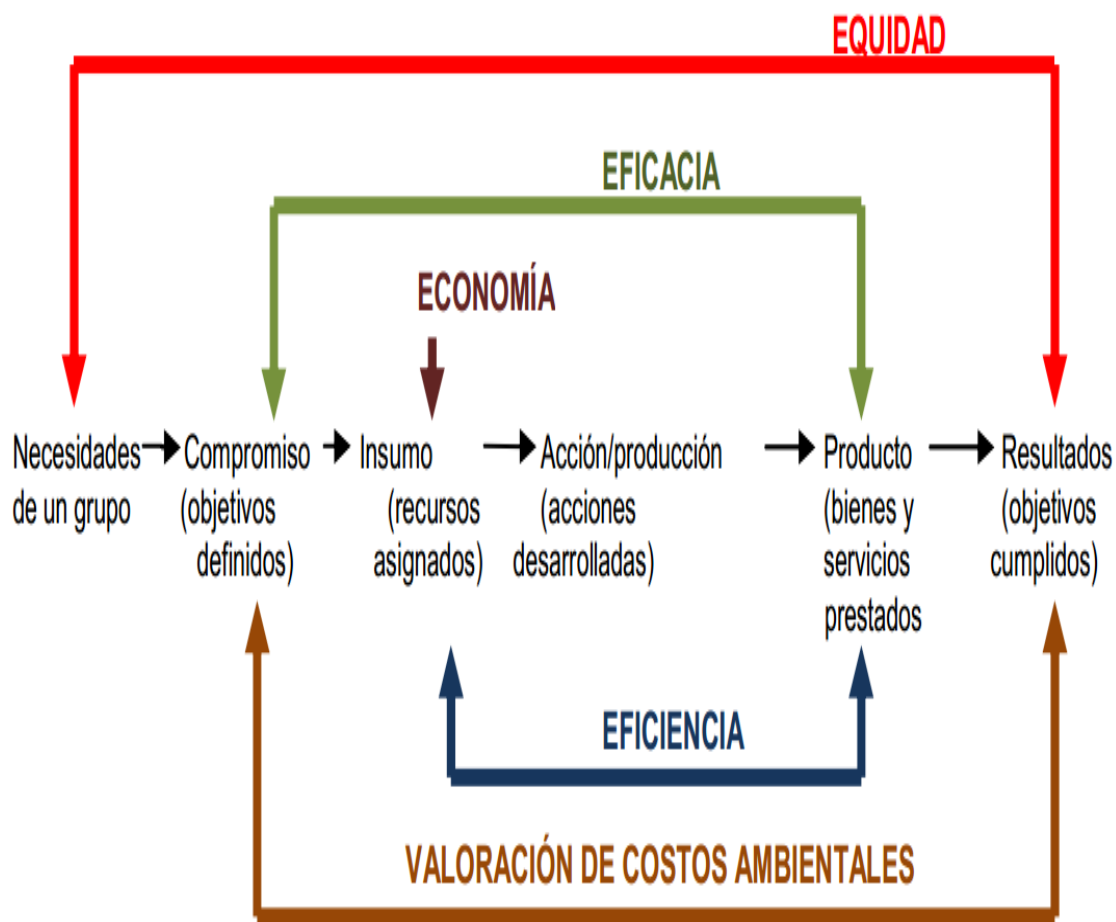 EQUIDAD
EFICACIA
ECONOMÍA
Necesidades
de un grupo
Compromiso
(objetivos
definidos)
Insumo
(recursos
asignados)
Acción/producción
(acciones
desarrolladas)
Producto
(bienes y
servicios
prestados
Resultados
(objetivos
cumplidos)
EFICIENCIA
VALORACIÓN DE COSTOS AMBIENTALES